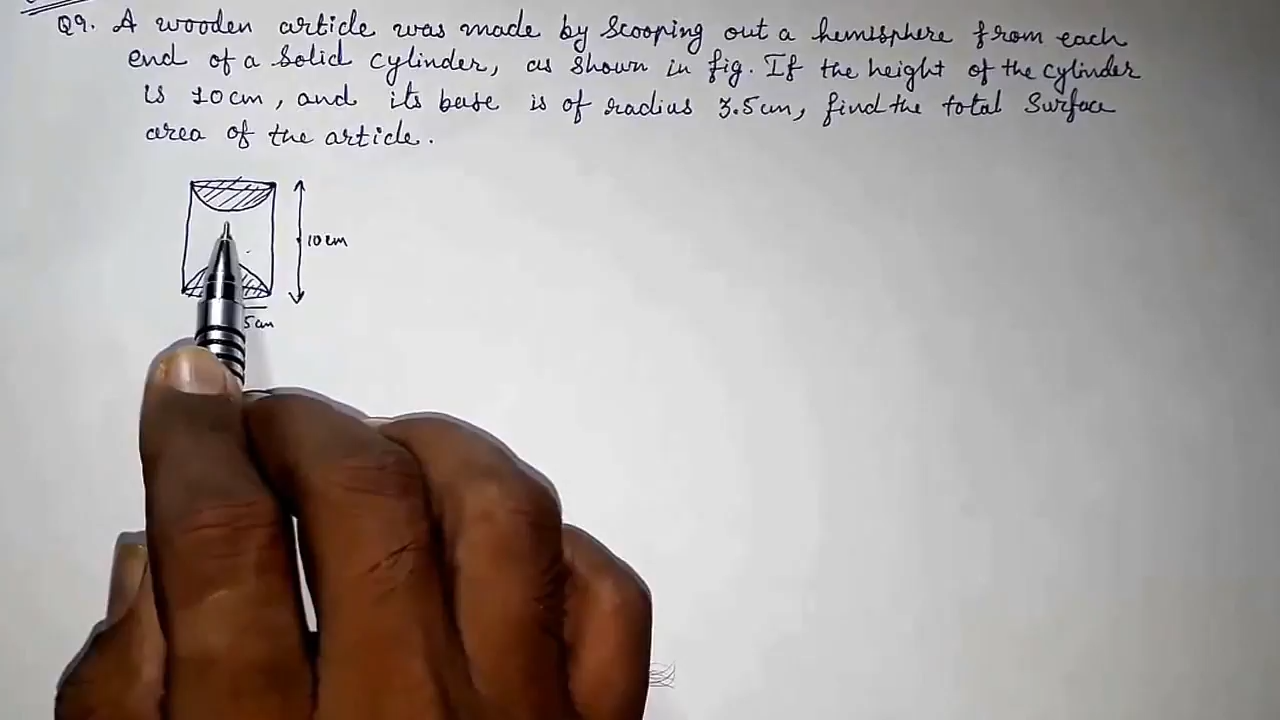 Q9. A wooden article was made by scooping out a hemisphere from each
end of a solid cylinder, as shown in fig. If the height of the cylinder
is 10cm, and its base is of radius 3.5cm, find the total surface
area of the article.
10cm
5cm